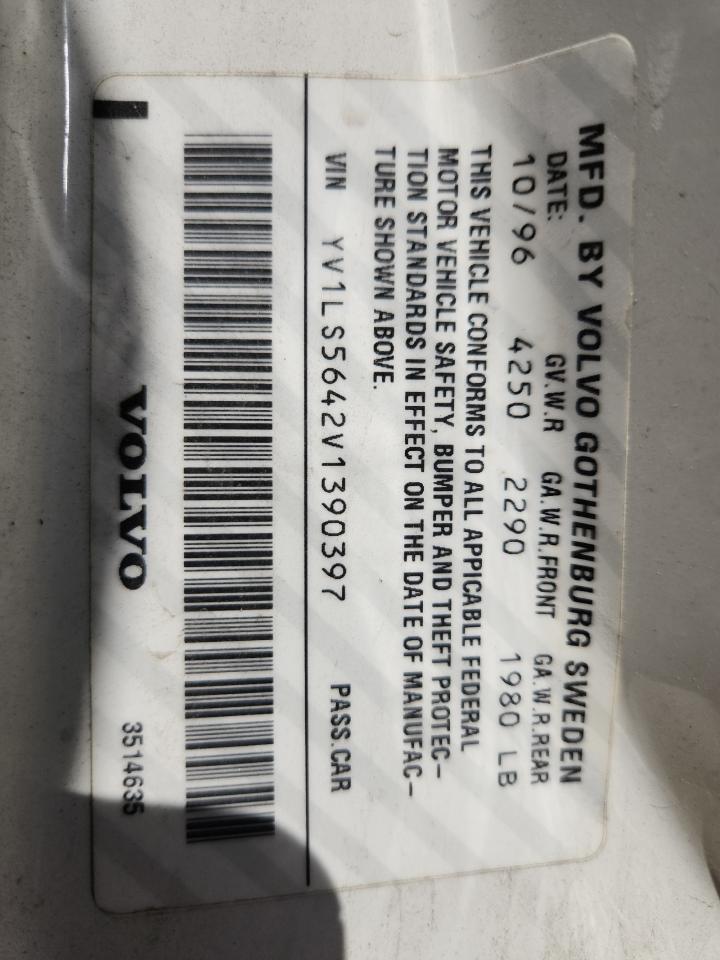 MFD. BY VOLVO GOTHENBURG SWEDEN
DATE: GV.W.R GA.W.R.FRONT GA.W.R.REAR
10/96 4250 2290 1980 LB
THIS VEHICLE CONFORMS TO ALL APPICABLE FEDERAL
MOTOR VEHICLE SAFETY, BUMPER AND THEFT PROTEC–
TION STANDARDS IN EFFECT ON THE DATE OF MANUFAC–
TURE SHOWN ABOVE.
VIN YV1LS5642V1390397 PASS.CAR
VOLVO 3514635